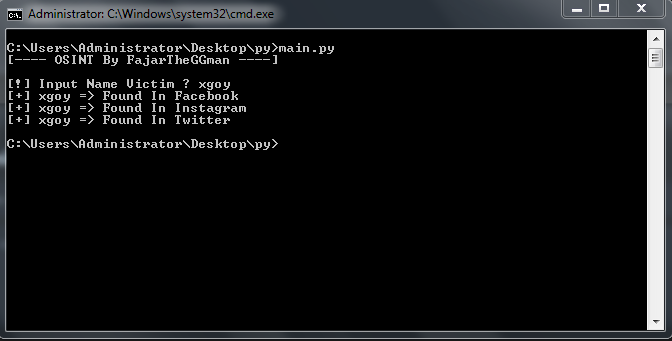 Administrator: C:\Windows\system32\cmd.exe
C:\Users\Administrator\Desktop\py>main.py
[---- OSINT By FajarTheGGman ----]
[!] Input Name Victim ? xgoy
[+] xgoy => Found In Facebook
[+] xgoy => Found In Instagram
[+] xgoy => Found In Twitter
C:\Users\Administrator\Desktop\py>